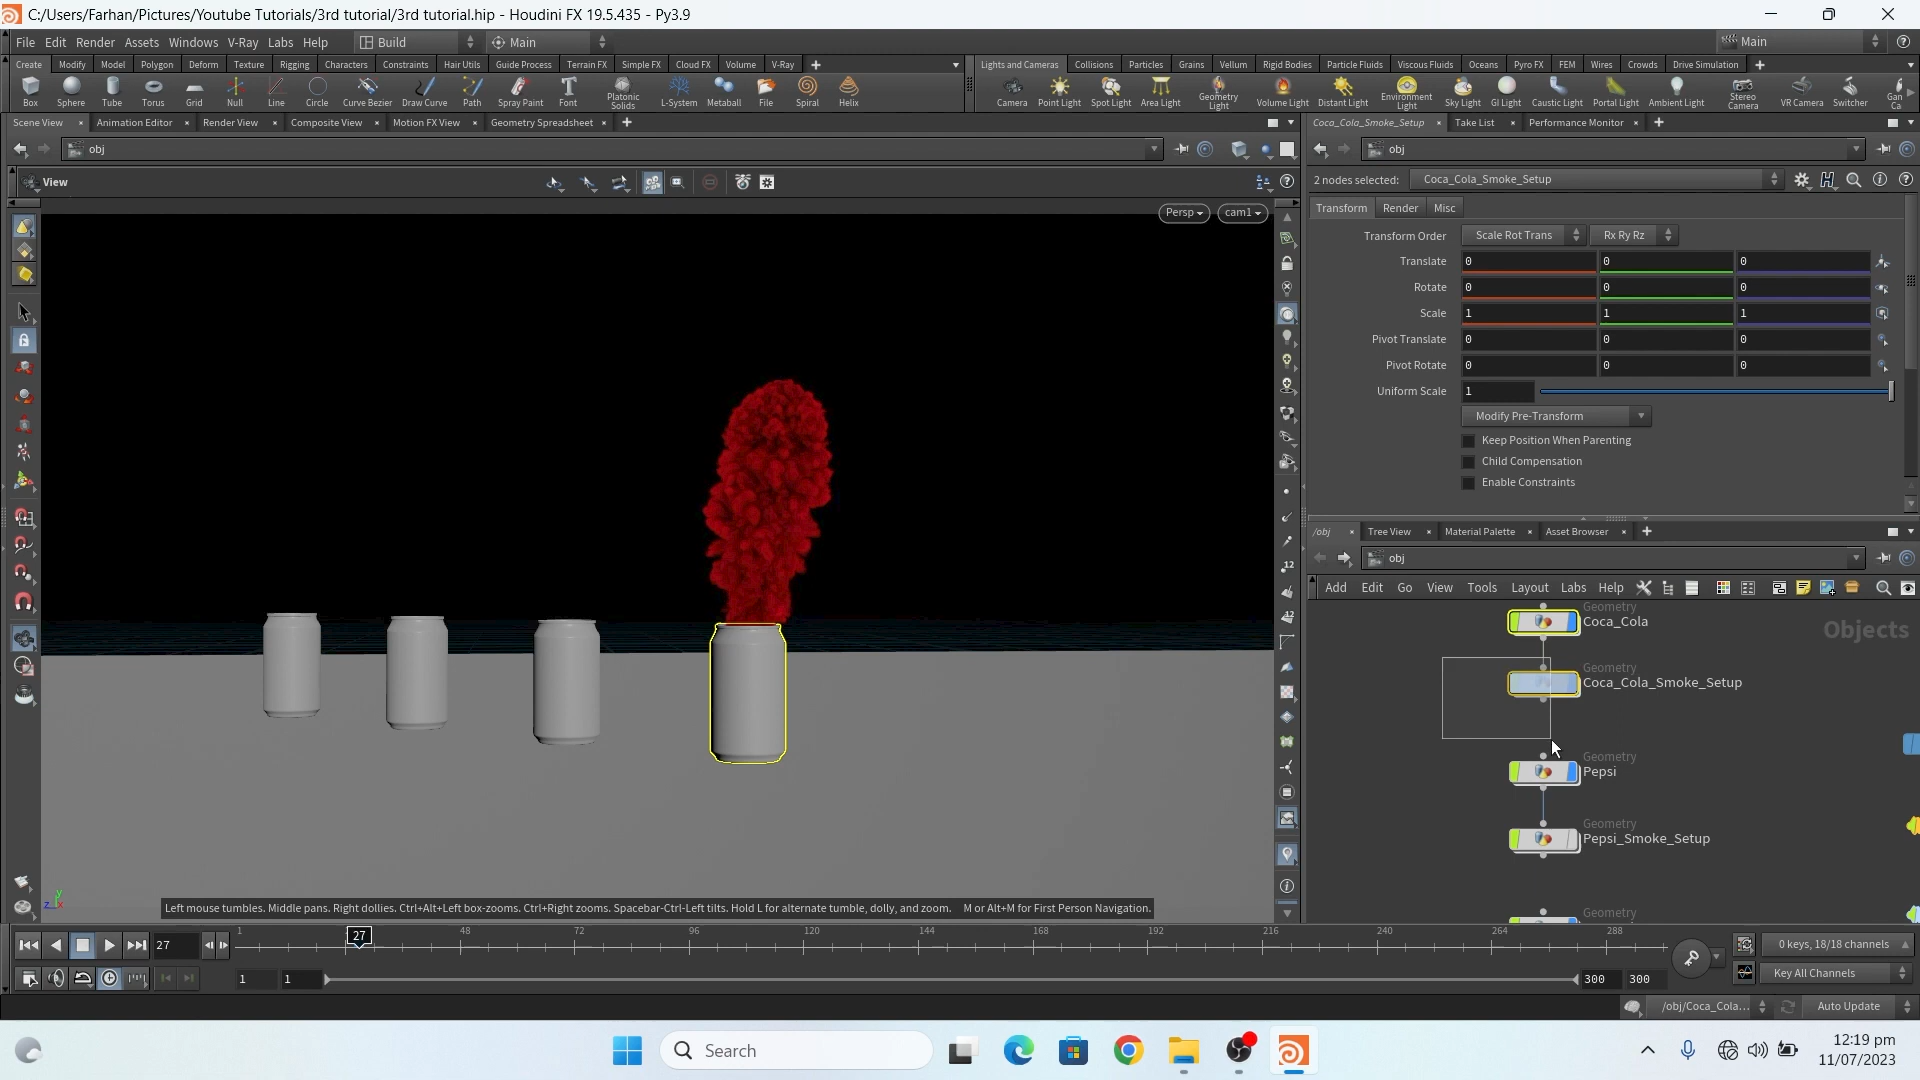 C:/Users/Farhan/Pictures/Youtube Tutorials/3rd tutorial/3rd tutorial.hip - Houdini FX 19.5.435 - Py3.9
File Edit Render Assets Windows V-Ray Labs Help Build Main Main
Create Modify Model Polygon Deform Texture Rigging Characters Constraints Hair Utils Guide Process Terrain FX Simple FX Cloud FX Volume V-Ray
Lights and Cameras Collisions Particles Grains Vellum Rigid Bodies Particle Fluids Viscous Fluids Oceans Pyro FX FEM Wires Crowds Drive Simulation
Box Sphere Tube Torus Grid Null Line Circle Curve Bezier Draw Curve Path Spray Paint Font Platonic Solids L-System Metaball File Spiral Helix
Camera Point Light Spot Light Area Light Geometry Light Volume Light Distant Light Environment Light Sky Light GI Light Caustic Light Portal Light Ambient Light Stereo Camera VR Camera Switcher Gan Ca
Scene View Animation Editor Render View Composite View Motion FX View Geometry Spreadsheet
Coca_Cola_Smoke_Setup Take List Performance Monitor
obj
obj
View
2 nodes selected: Coca_Cola_Smoke_Setup
Persp cam1
Transform Render Misc
Transform Order Scale Rot Trans Rx Ry Rz
Translate 0 0 0
Rotate 0 0 0
Scale 1 1 1
Pivot Translate 0 0 0
Pivot Rotate 0 0 0
Uniform Scale 1
Modify Pre-Transform
Keep Position When Parenting
Child Compensation
Enable Constraints
/obj Tree View Material Palette Asset Browser
obj
Add Edit Go View Tools Layout Labs Help
Objects
Geometry
Coca_Cola
Geometry
Coca_Cola_Smoke_Setup
Geometry
Pepsi
Geometry
Pepsi_Smoke_Setup
Geometry
Left mouse tumbles. Middle pans. Right dollies. Ctrl+Alt+Left box-zooms. Ctrl+Right zooms. Spacebar-Ctrl-Left tilts. Hold L for alternate tumble, dolly, and zoom. M or Alt+M for First Person Navigation.
27 1 27 48 72 96 120 144 168 192 216 240 264 288
0 keys, 18/18 channels
1 1 300 300
Key All Channels
/obj/Coca_Cola... Auto Update
Search
12:19 pm
11/07/2023